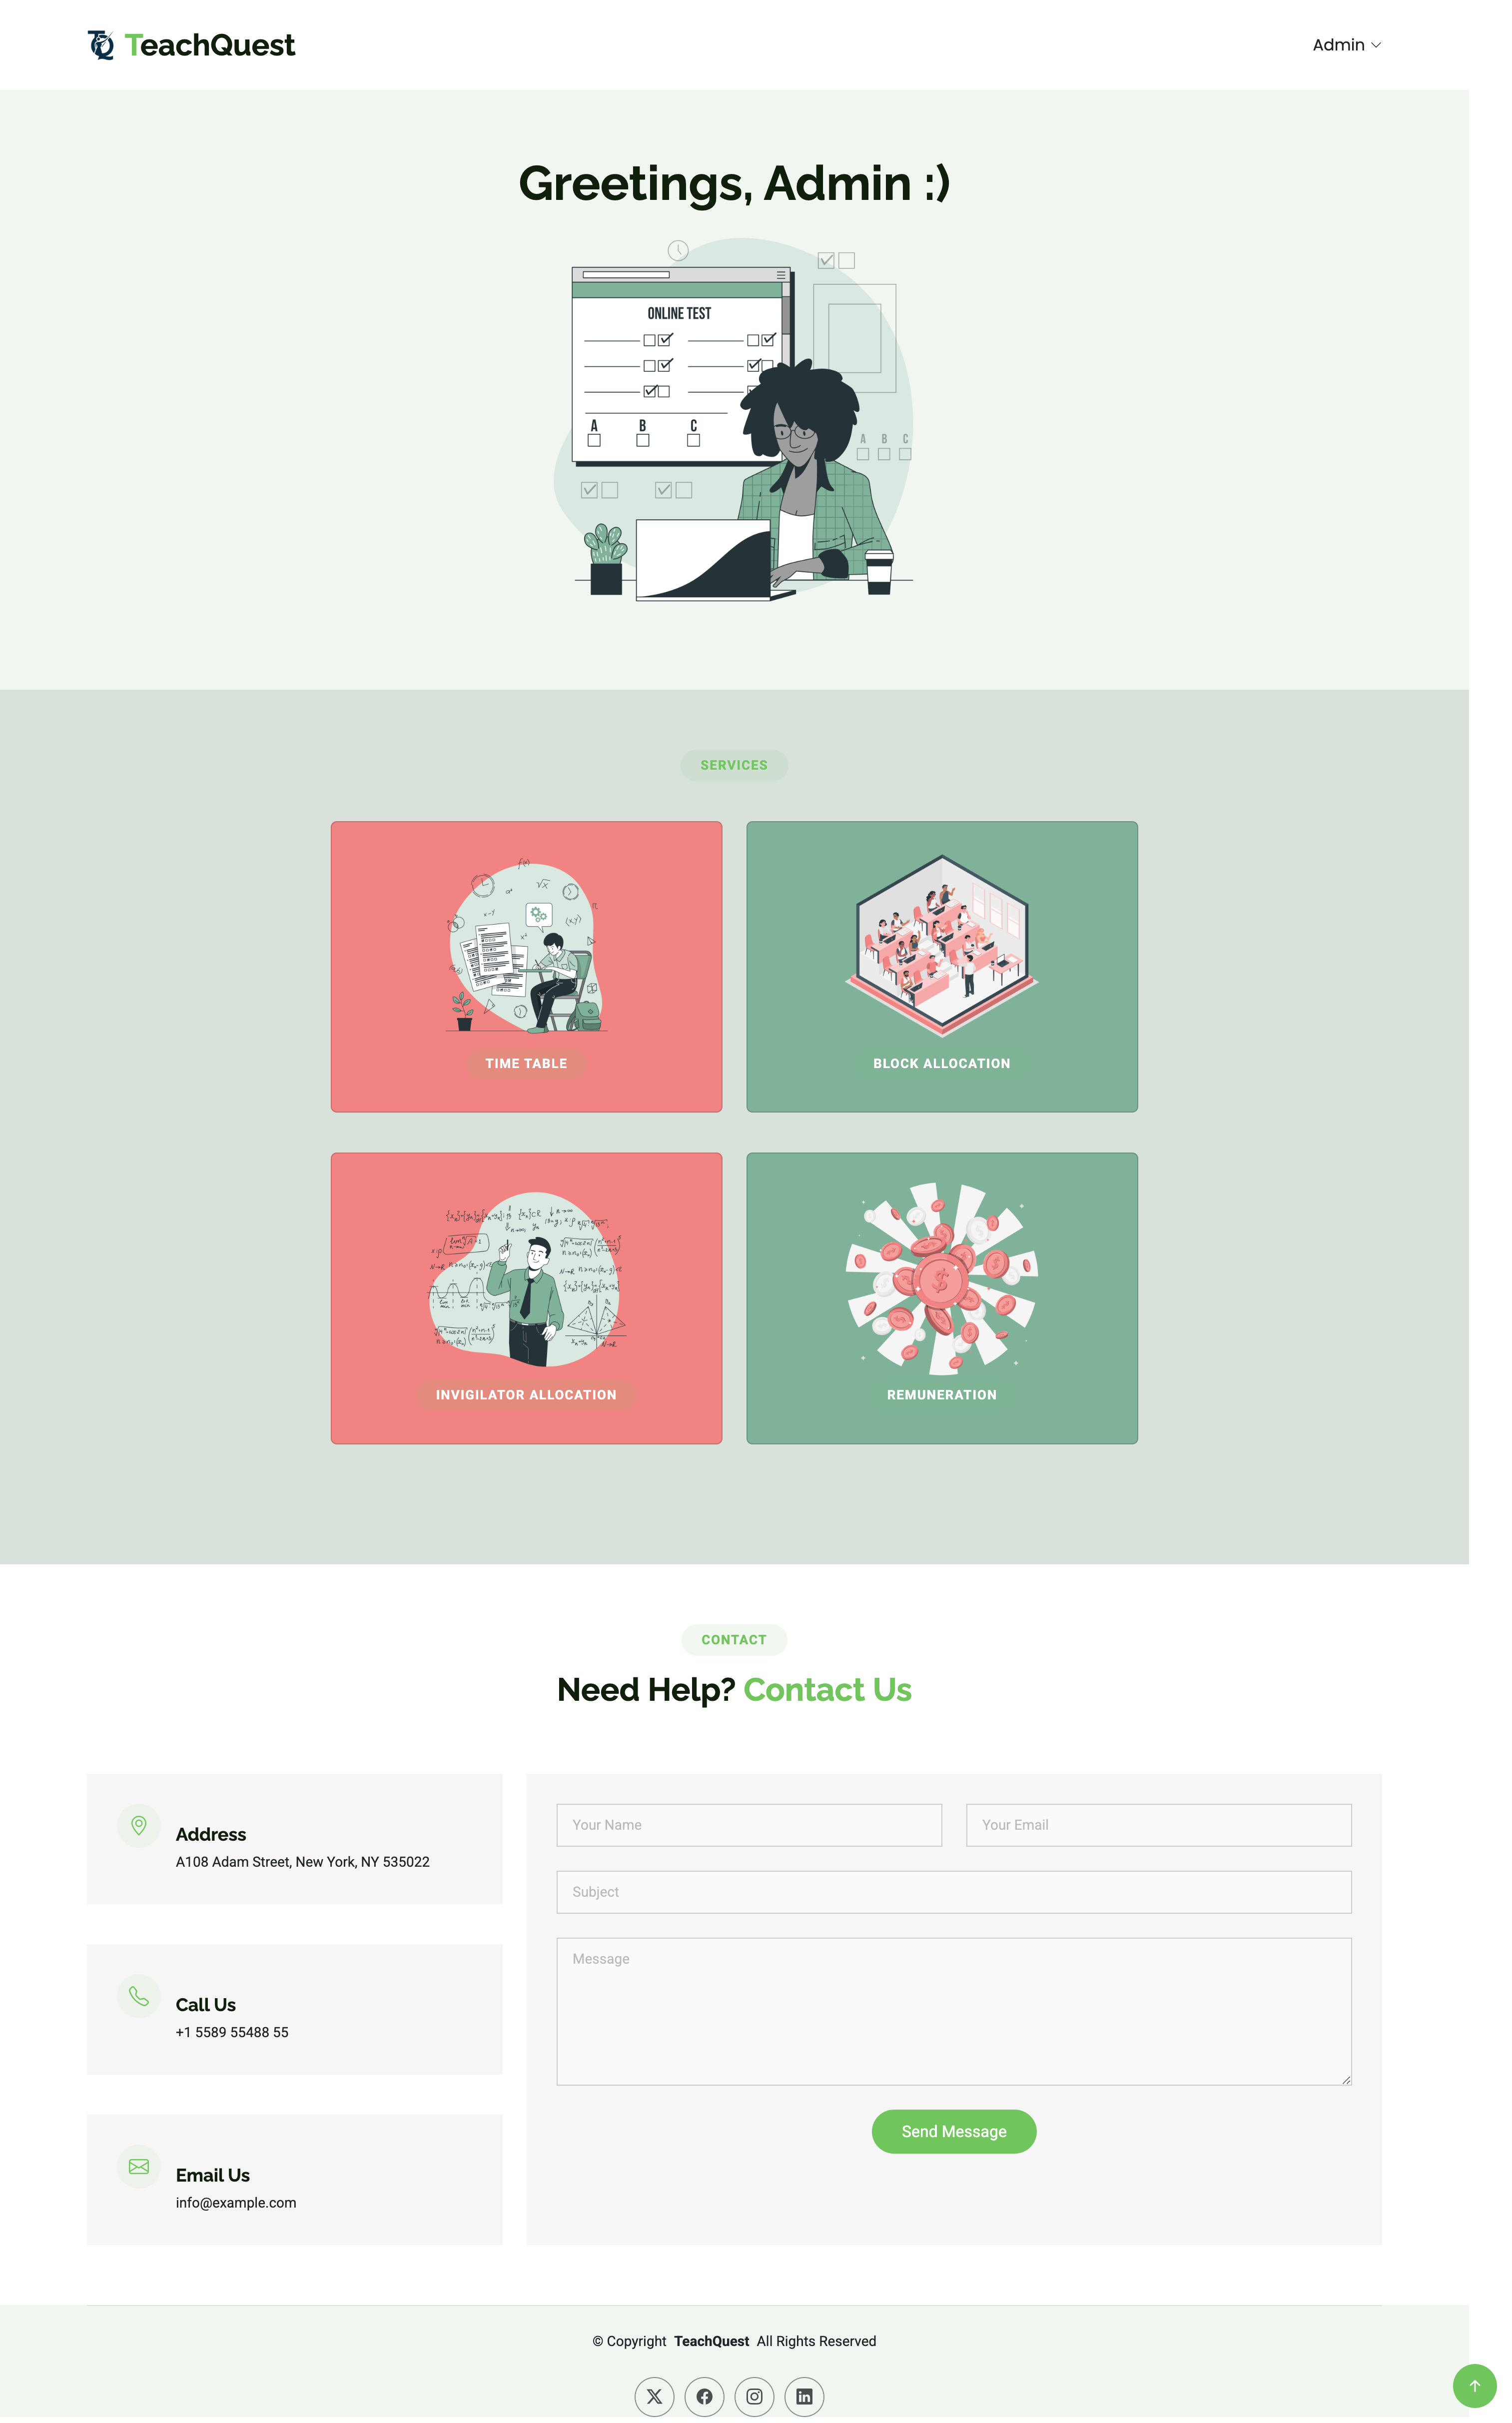 TeachQuest
Admin
Greetings, Admin :)
ONLINE TEST
A B C
A B C
SERVICES
TIME TABLE
BLOCK ALLOCATION
INVIGILATOR ALLOCATION
REMUNERATION
CONTACT
Need Help? Contact Us
Address
A108 Adam Street, New York, NY 535022
Call Us
+1 5589 55488 55
Email Us
info@example.com
Your Name
Your Email
Subject
Message
Send Message
© Copyright TeachQuest All Rights Reserved